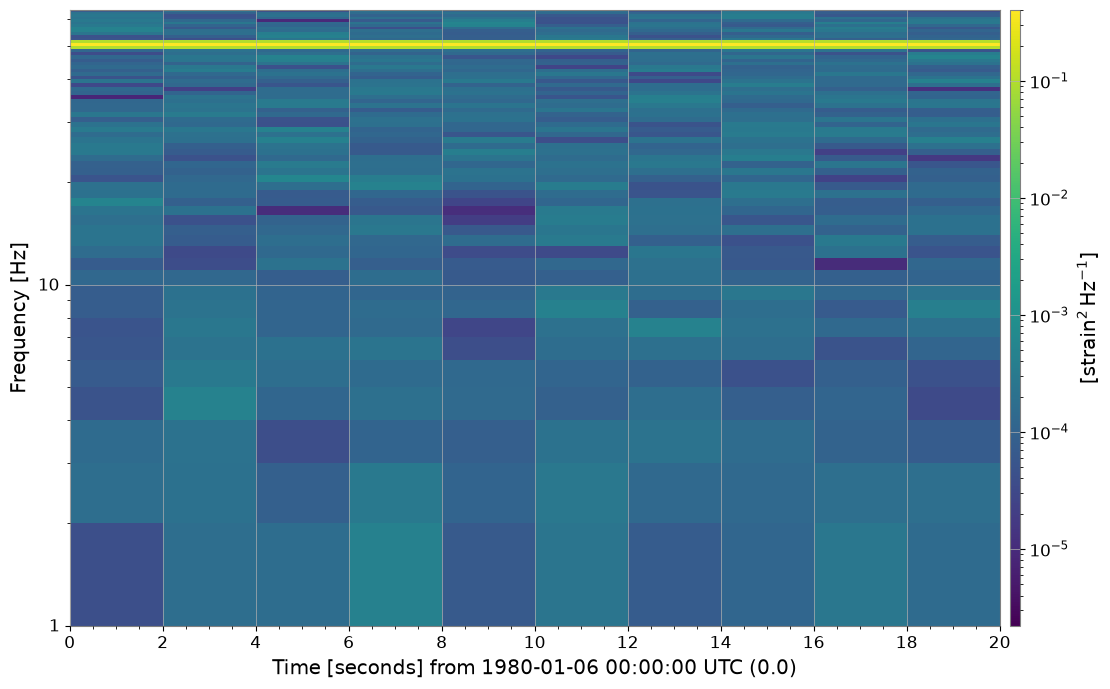 Frequency [Hz]
10
1
0 2 4 6 8 10 12 14 16 18 20
Time [seconds] from 1980-01-06 00:00:00 UTC (0.0)
10⁻¹
10⁻²
10⁻³
10⁻⁴
10⁻⁵
[strain² Hz⁻¹]